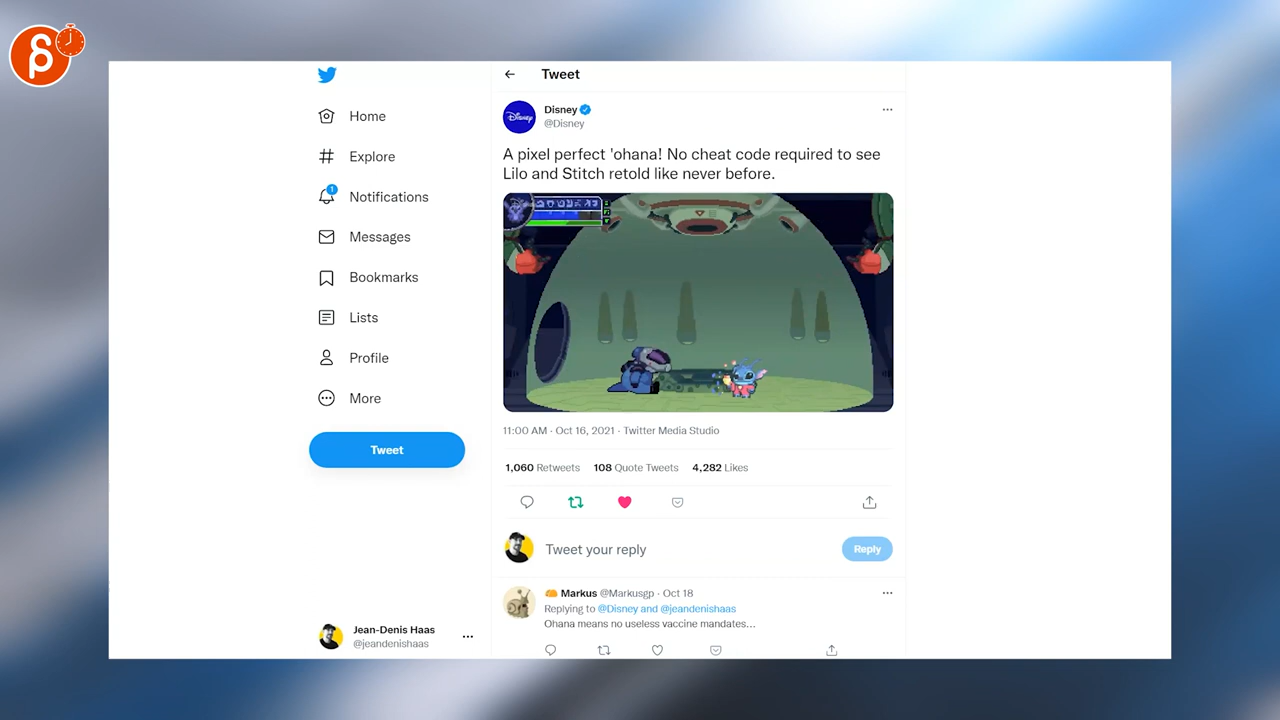 Tweet
Disney
@Disney
A pixel perfect 'ohana! No cheat code required to see
Lilo and Stitch retold like never before.
11:00 AM · Oct 16, 2021 · Twitter Media Studio
1,060 Retweets 108 Quote Tweets 4,282 Likes
Tweet your reply
Reply
Markus @Markusgp · Oct 18
Replying to @Disney and @jeandenishaas
Ohana means no useless vaccine mandates...
Home
Explore
1
Notifications
Messages
Bookmarks
Lists
Profile
More
Tweet
Jean-Denis Haas
@jeandenishaas
Disney